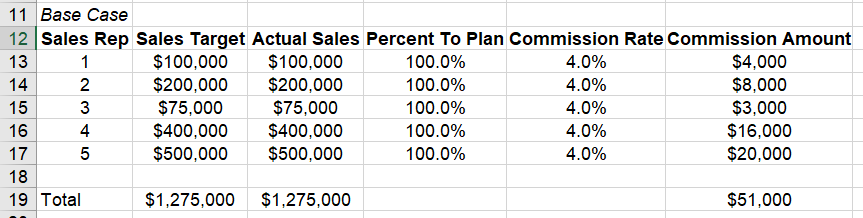 11 Base Case
12 Sales Rep Sales Target Actual Sales Percent To Plan Commission Rate Commission Amount
13 1 $100,000 $100,000 100.0% 4.0% $4,000
14 2 $200,000 $200,000 100.0% 4.0% $8,000
15 3 $75,000 $75,000 100.0% 4.0% $3,000
16 4 $400,000 $400,000 100.0% 4.0% $16,000
17 5 $500,000 $500,000 100.0% 4.0% $20,000
18
19 Total $1,275,000 $1,275,000 $51,000